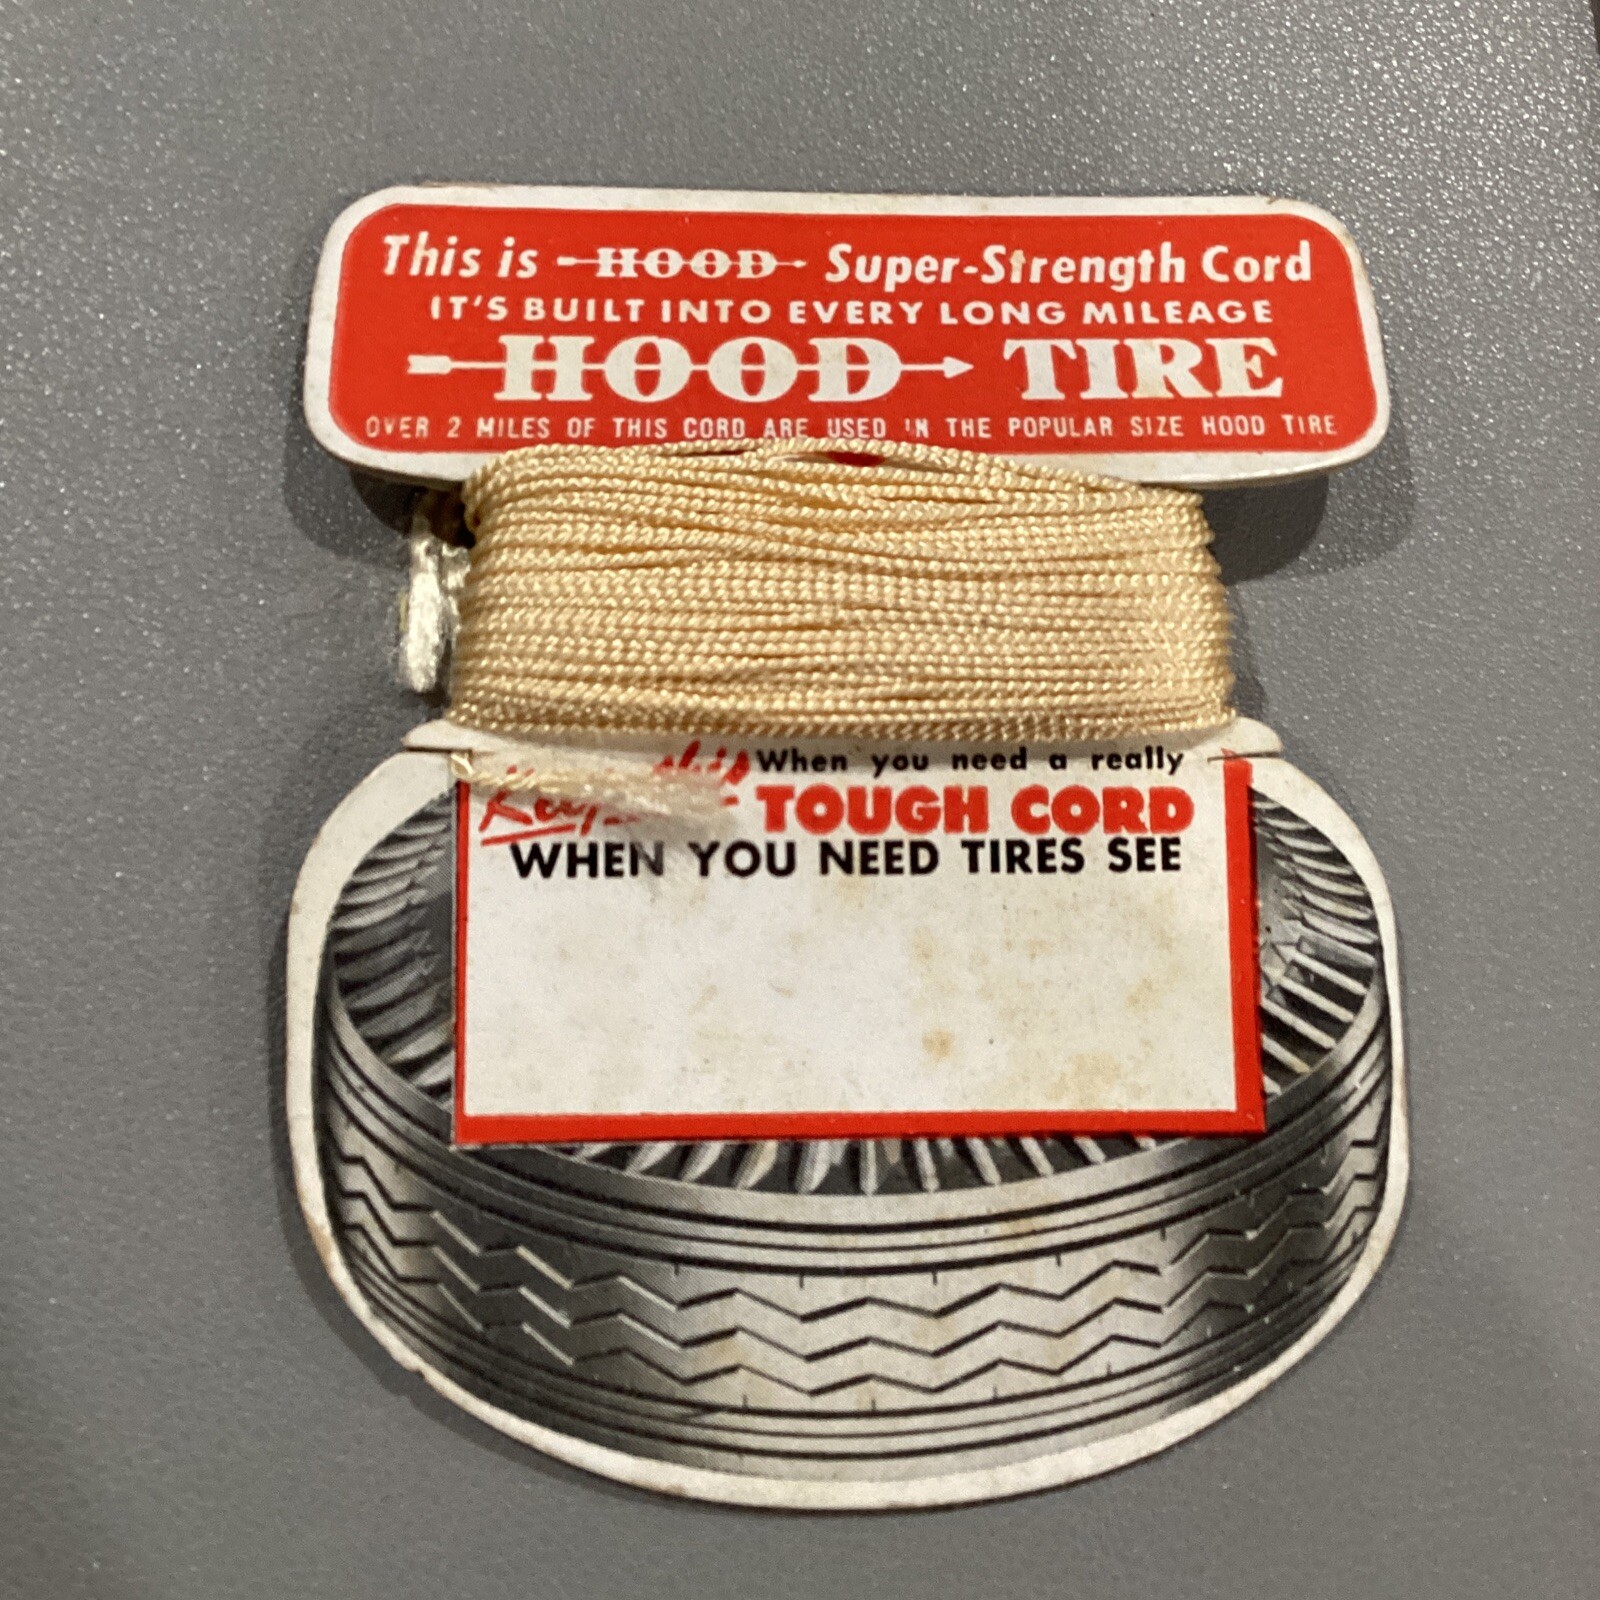 This is HOOD Super-Strength Cord
IT'S BUILT INTO EVERY LONG MILEAGE
HOOD TIRE
OVER 2 MILES OF THIS CORD ARE USED IN THE POPULAR SIZE HOOD TIRE
When you need a really
TOUGH CORD
WHEN YOU NEED TIRES SEE